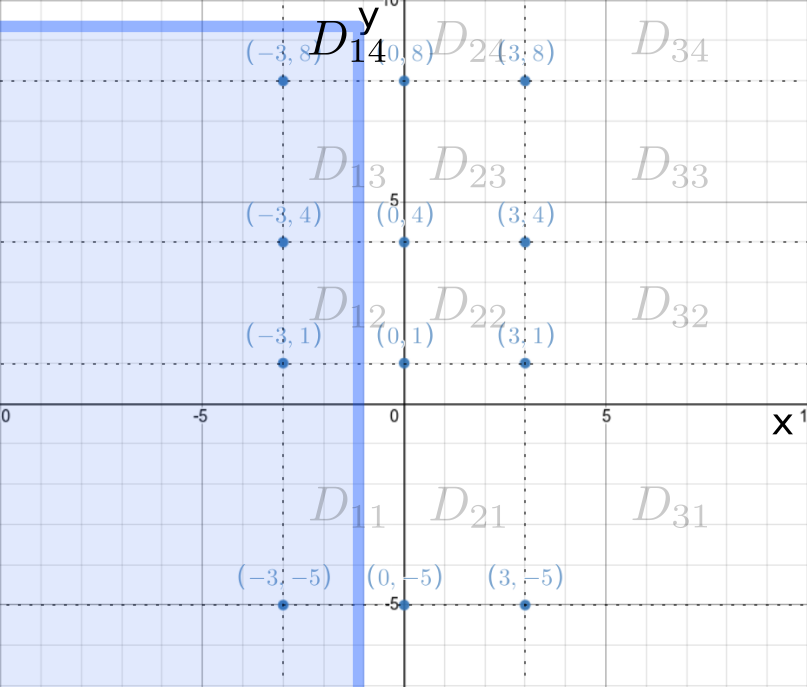 10
y
D₁₄ D₂₄ D₃₄
(−3, 8) (0, 8) (3, 8)
D₁₃ D₂₃ D₃₃
5
(−3, 4) (0, 4) (3, 4)
D₁₂ D₂₂ D₃₂
(−3, 1) (0, 1) (3, 1)
0 -5 0 5 1
x
D₁₁ D₂₁ D₃₁
(−3, −5) (0, −5) (3, −5)
-5